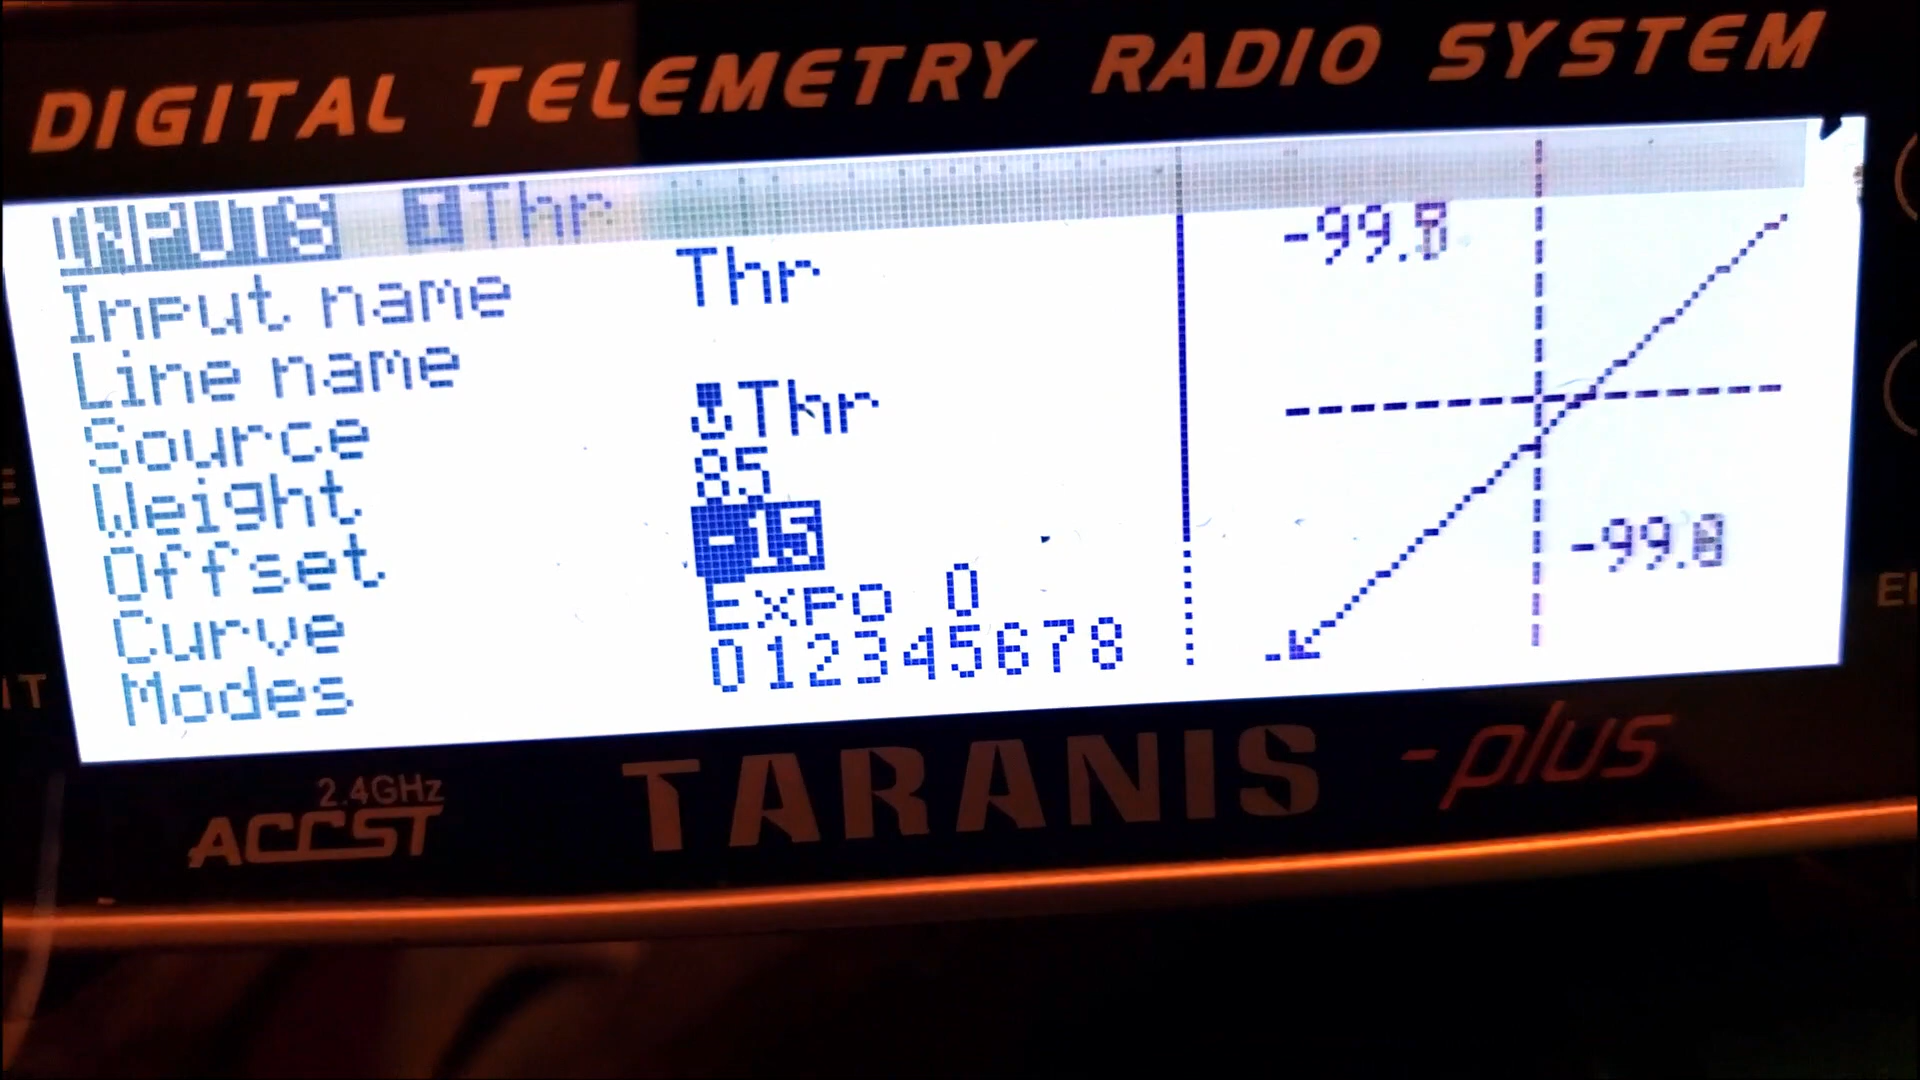 DIGITAL TELEMETRY RADIO SYSTEM
INPUTS Thr
Input name Thr
Line name
Source Thr
Weight 85
Offset -15
Curve Expo 0
Modes 012345678
-99.8
-99.8
2.4GHz
ACCST
TARANIS -plus